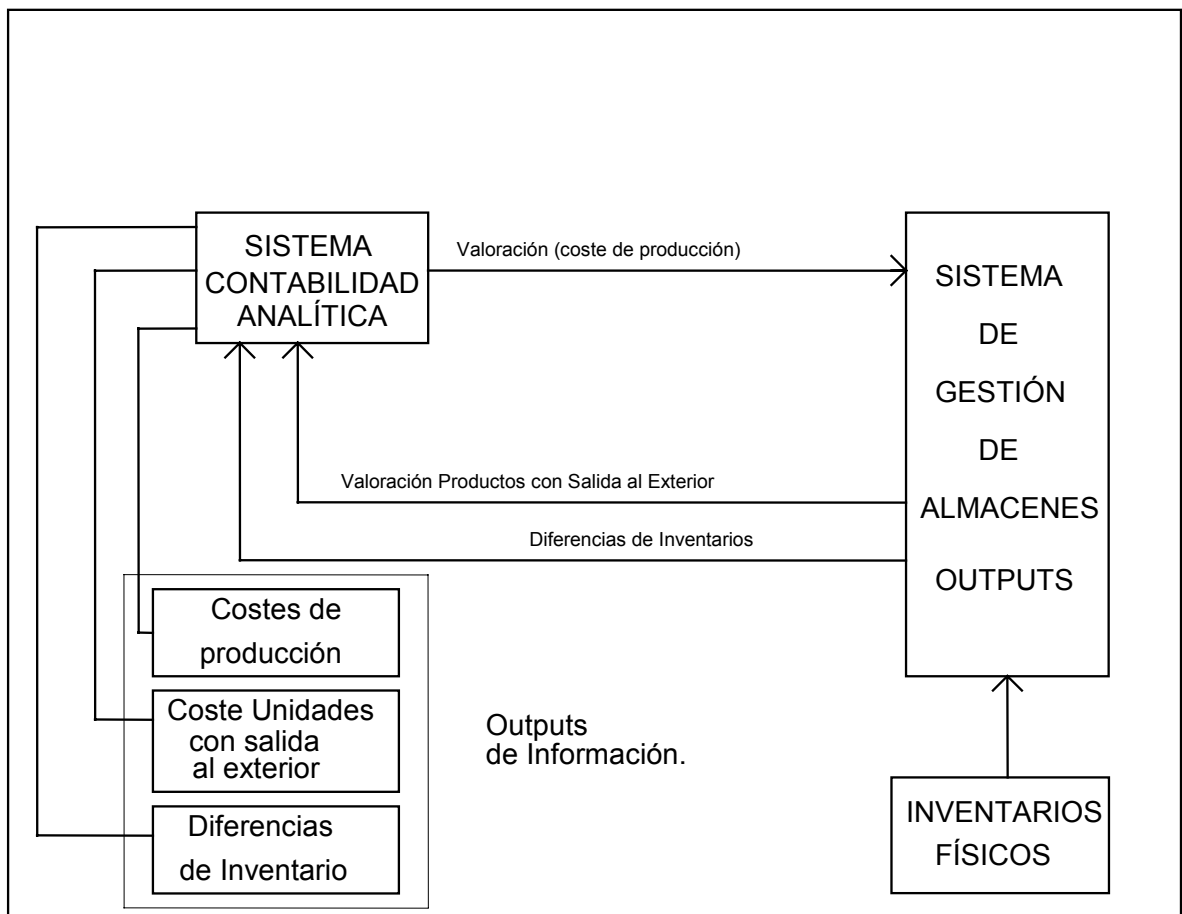 SISTEMA
CONTABILIDAD
ANALÍTICA
Valoración (coste de producción)
SISTEMA
DE
GESTIÓN
DE
ALMACENES
OUTPUTS
Valoración Productos con Salida al Exterior
Diferencias de Inventarios
Costes de
producción
Coste Unidades
con salida
al exterior
Diferencias
de Inventario
Outputs
de Información.
INVENTARIOS
FÍSICOS